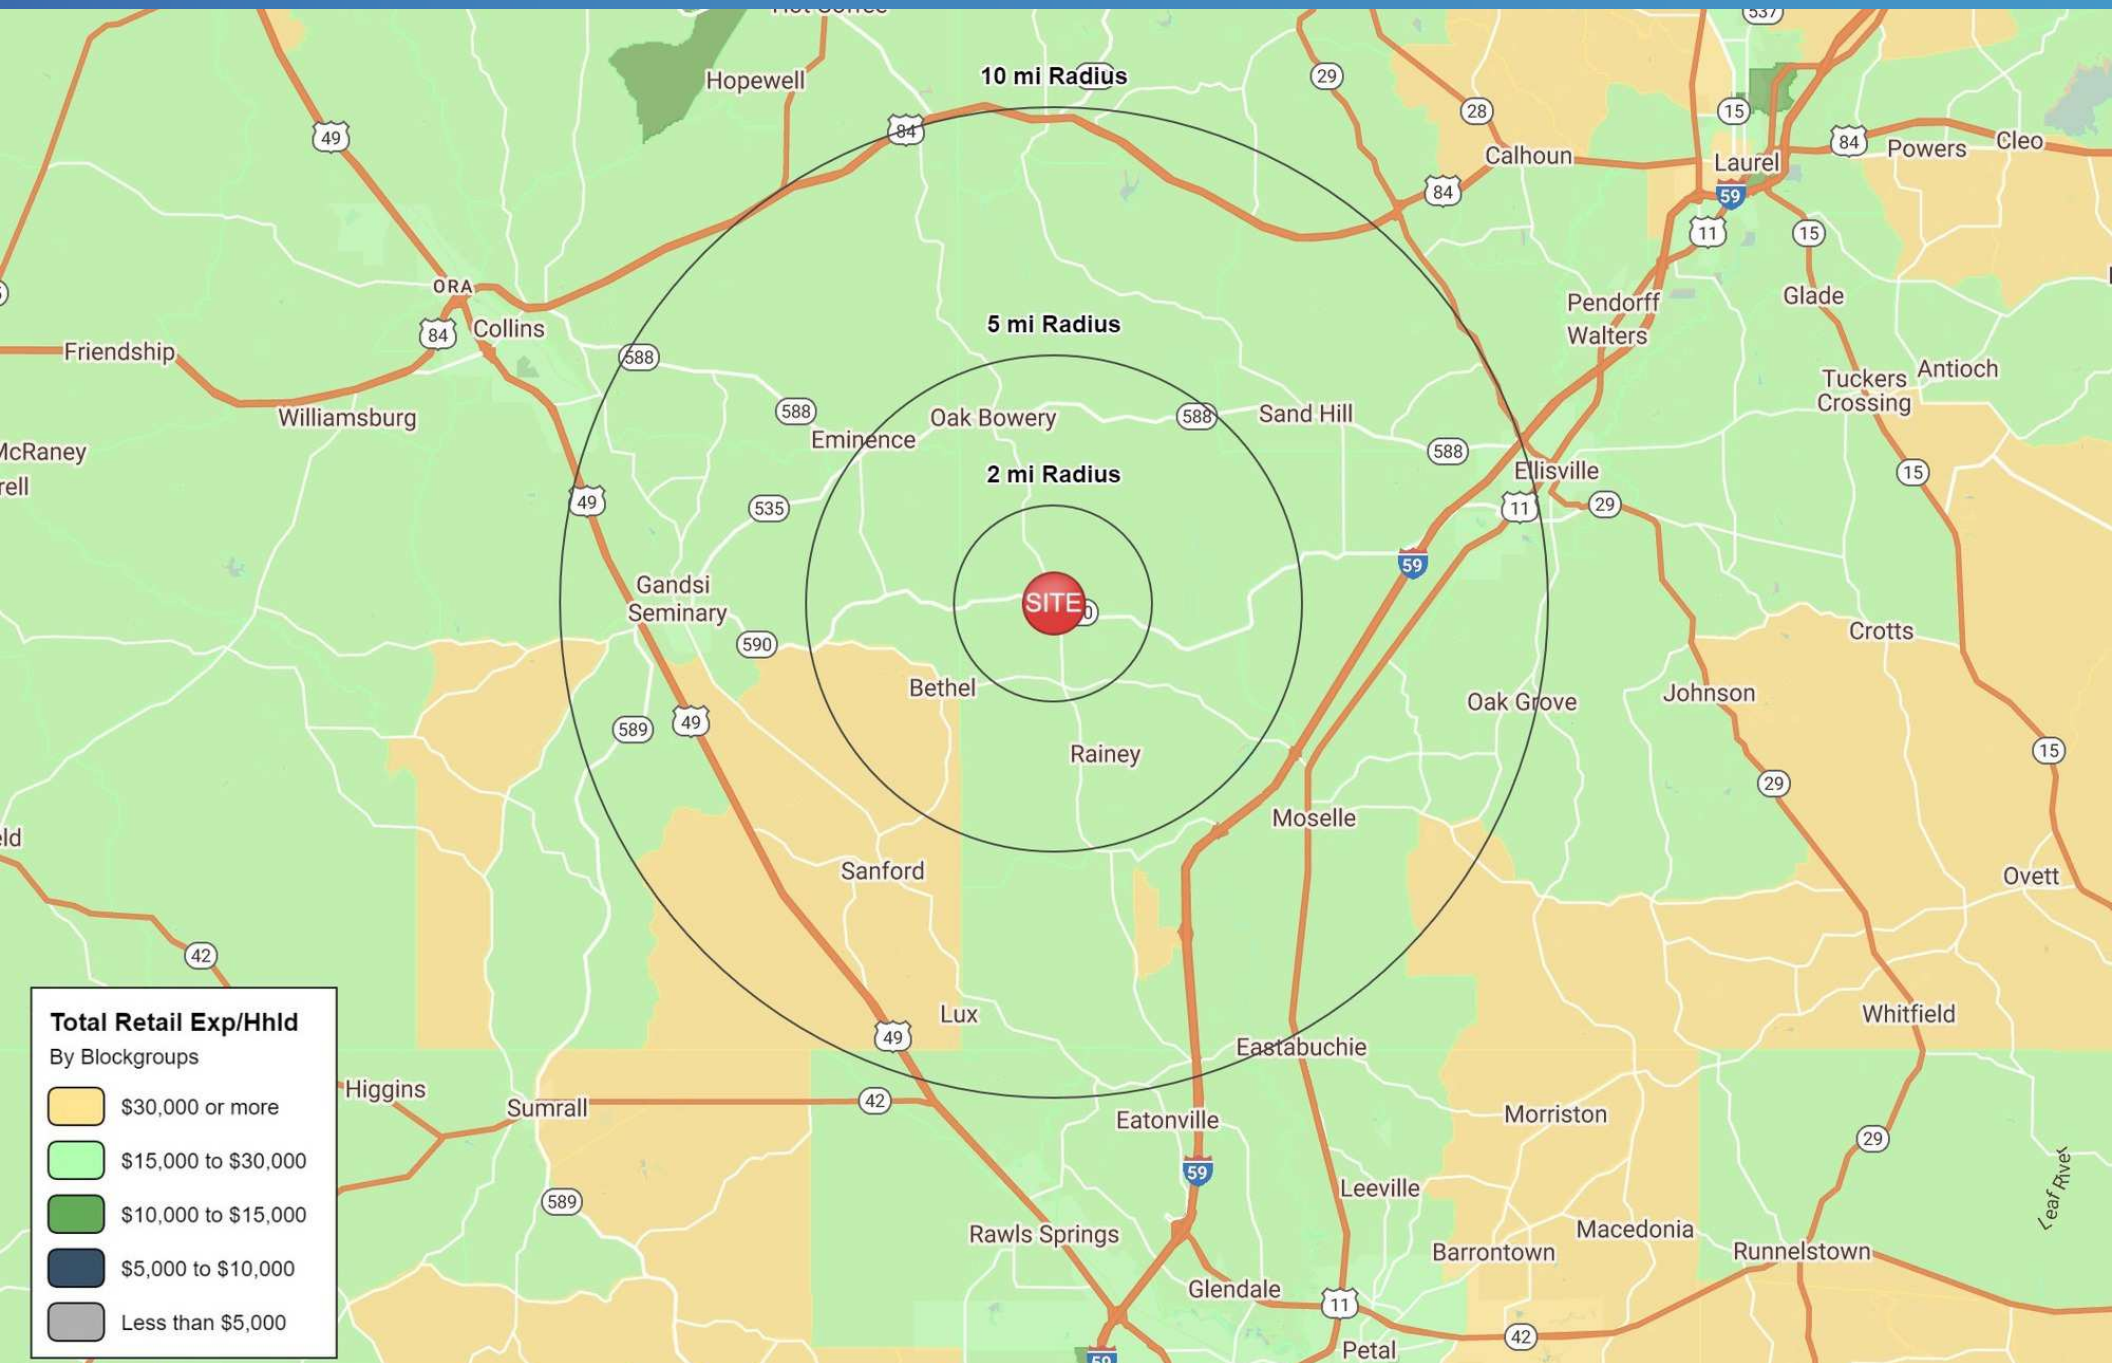 537
Hopewell
10 mi Radius
29
28
15
49
84
84
Calhoun
Laurel
84
Powers
Cleo
84
59
11
15
ORA
Pendorff
Glade
84
Collins
5 mi Radius
Walters
Friendship
588
Tuckers
Crossing
Antioch
Williamsburg
588
Oak Bowery
588
Sand Hill
Eminence
588
McRaney
2 mi Radius
Ellisville
15
49
535
11
29
59
Gandsi
Seminary
SITE
590
Crotts
Bethel
Oak Grove
Johnson
589
49
Rainey
15
29
Moselle
Sanford
Ovett
42
Lux
Whitfield
49
Eastabuchie
Total Retail Exp/Hhld
By Blockgroups
$30,000 or more
$15,000 to $30,000
$10,000 to $15,000
$5,000 to $10,000
Less than $5,000
Higgins
Sumrall
42
Eatonville
Morriston
29
59
Leeville
589
Rawls Springs
Macedonia
Barrontown
Runnelstown
Leaf River
Glendale
11
42
Petal
59